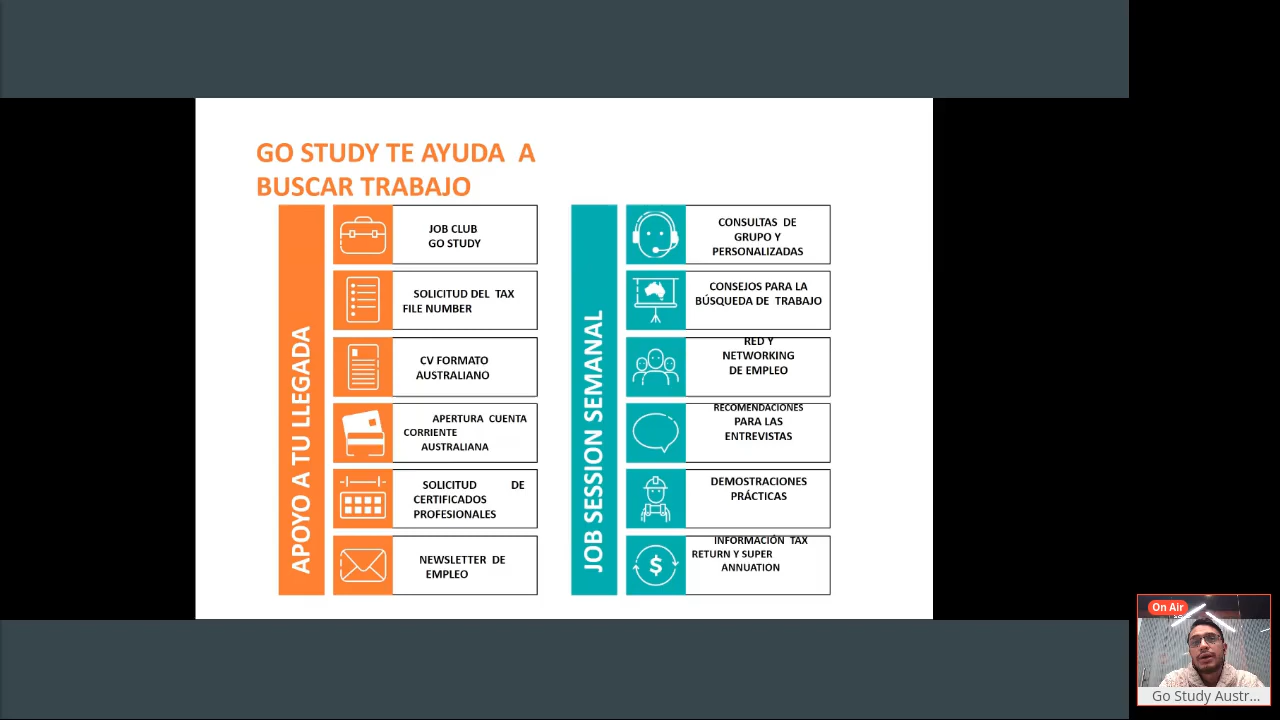 GO STUDY TE AYUDA A
BUSCAR TRABAJO
APOYO A TU LLEGADA
JOB CLUB
GO STUDY
SOLICITUD DEL TAX
FILE NUMBER
CV FORMATO
AUSTRALIANO
APERTURA CUENTA
CORRIENTE
AUSTRALIANA
SOLICITUD DE
CERTIFICADOS
PROFESIONALES
NEWSLETTER DE
EMPLEO
JOB SESSION SEMANAL
CONSULTAS DE
GRUPO Y
PERSONALIZADAS
CONSEJOS PARA LA
BÚSQUEDA DE TRABAJO
RED Y
NETWORKING
DE EMPLEO
RECOMENDACIONES
PARA LAS
ENTREVISTAS
DEMOSTRACIONES
PRÁCTICAS
INFORMACIÓN TAX
RETURN Y SUPER
ANNUATION
$
On Air
Go Study Austr...